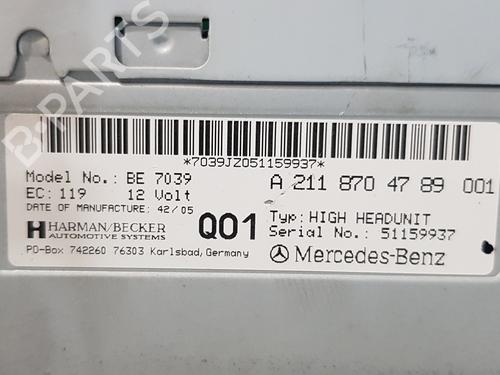 B-PARTS
*7039JZ051159937*
Model No.: BE 7039
A 211 870 47 89 001
EC: 119 12 Volt
DATE OF MANUFACTURE: 42/05
Q01
Typ: HIGH HEADUNIT
HARMAN/BECKER
AUTOMOTIVE SYSTEMS
Serial No.: 51159937
PO-Box 742260 76303 Karlsbad, Germany
Mercedes-Benz